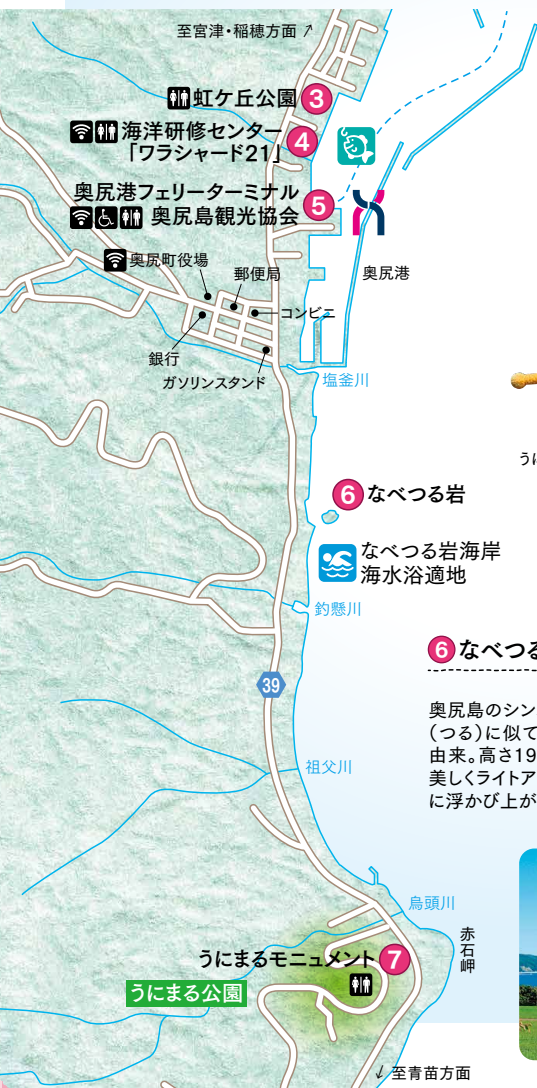 至宮津・稲穂方面
虹ケ丘公園 3
海洋研修センター
「ワラシャード21」 4
奥尻港フェリーターミナル
奥尻島観光協会 5
奥尻港
奥尻町役場
郵便局
コンビニ
銀行
ガソリンスタンド
塩釜川
うに
6 なべつる岩
なべつる岩海岸
海水浴適地
釣懸川
6 なべつる
39
奥尻島のシン
(つる)に似て
由来。高さ19
美しくライトア
に浮かび上が
祖父川
烏頭川
赤石岬
うにまるモニュメント 7
うにまる公園
至青苗方面